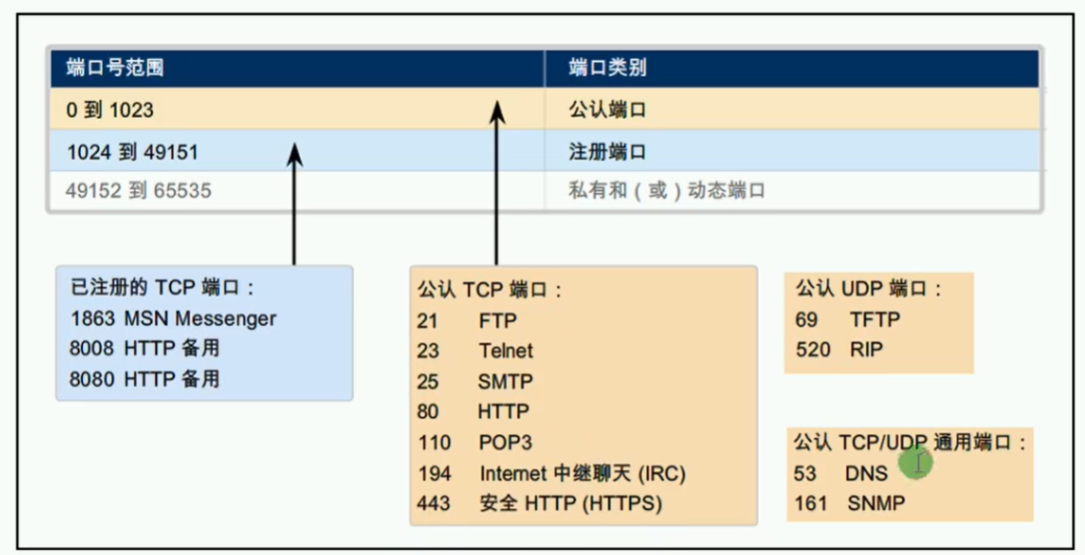 端口号范围 端口类别
0 到 1023 公认端口
1024 到 49151 注册端口
49152 到 65535 私有和 ( 或 ) 动态端口
已注册的 TCP 端口：
1863 MSN Messenger
8008 HTTP 备用
8080 HTTP 备用
公认 TCP 端口：
21 FTP
23 Telnet
25 SMTP
80 HTTP
110 POP3
194 Internet 中继聊天 (IRC)
443 安全 HTTP (HTTPS)
公认 UDP 端口：
69 TFTP
520 RIP
公认 TCP/UDP 通用端口：
53 DNS
161 SNMP